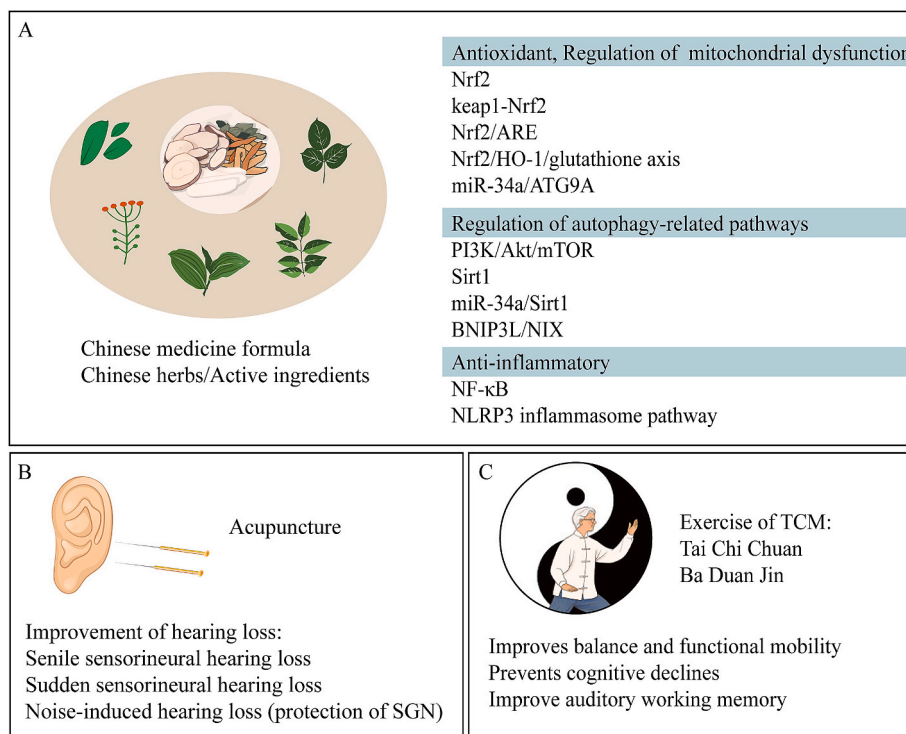 A
Antioxidant, Regulation of mitochondrial dysfunction
Nrf2
keap1-Nrf2
Nrf2/ARE
Nrf2/HO-1/glutathione axis
miR-34a/ATG9A
Regulation of autophagy-related pathways
PI3K/Akt/mTOR
Sirt1
miR-34a/Sirt1
BNIP3L/NIX
Anti-inflammatory
NF-κB
NLRP3 inflammasome pathway
Chinese medicine formula
Chinese herbs/Active ingredients
B
Acupuncture
Improvement of hearing loss:
Senile sensorineural hearing loss
Sudden sensorineural hearing loss
Noise-induced hearing loss (protection of SGN)
C
Exercise of TCM:
Tai Chi Chuan
Ba Duan Jin
Improves balance and functional mobility
Prevents cognitive declines
Improve auditory working memory